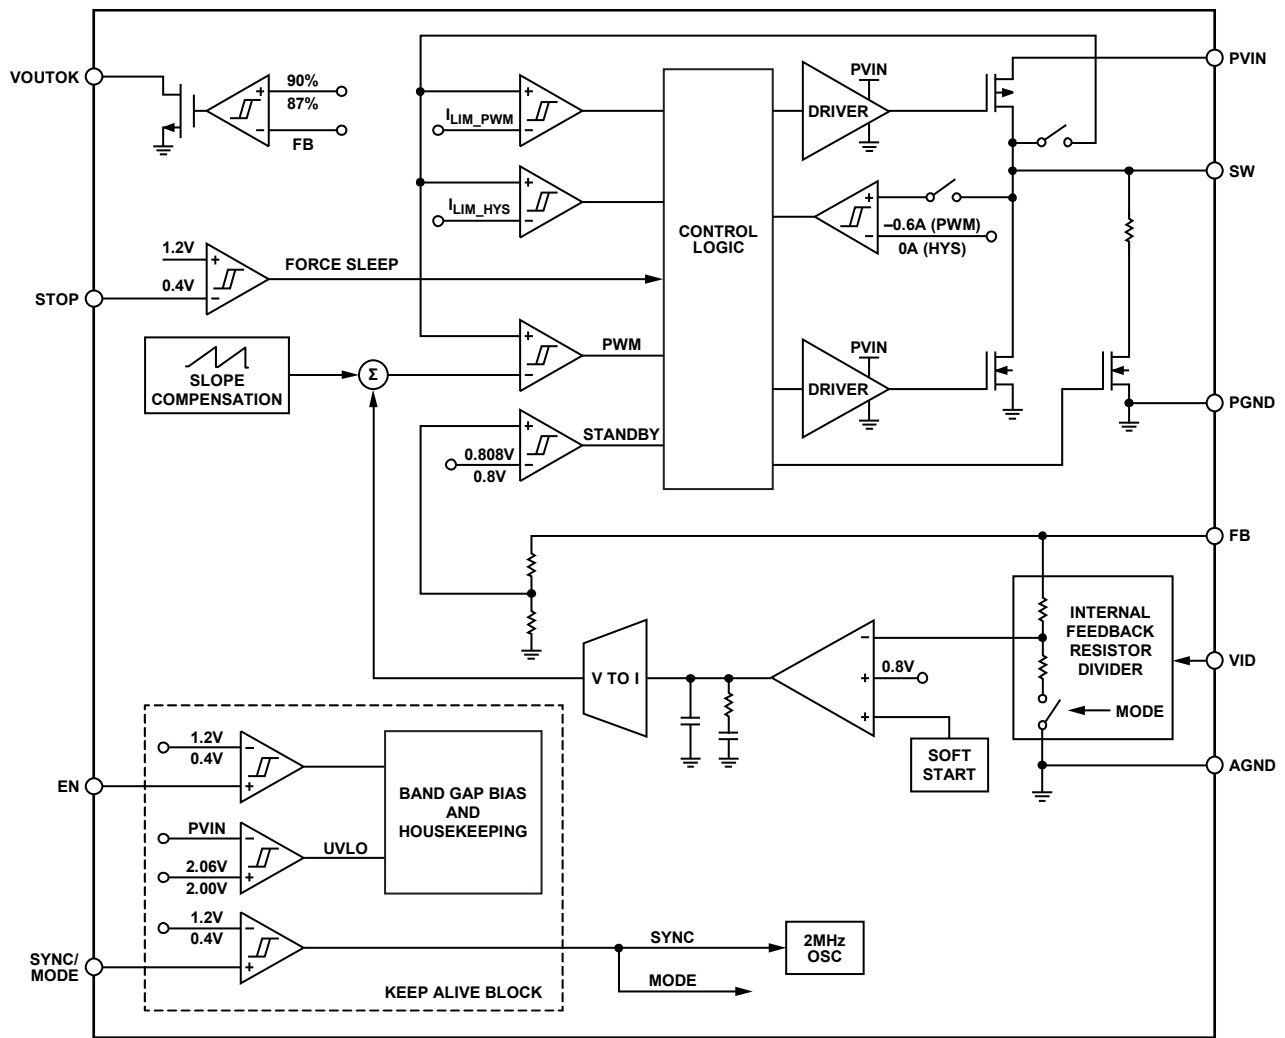 VOUTOK
90%
87%
FB
+
−
ILIM_PWM
+
−
ILIM_HYS
+
−
CONTROL
LOGIC
PVIN
DRIVER
PVIN
SW
+
−
–0.6A (PWM)
0A (HYS)
STOP
1.2V
0.4V
+
−
FORCE SLEEP
SLOPE
COMPENSATION
Σ
+
−
PWM
PVIN
DRIVER
PGND
+
−
0.808V
0.8V
STANDBY
FB
INTERNAL
FEEDBACK
RESISTOR
DIVIDER
VID
MODE
AGND
V TO I
−
+
+
0.8V
SOFT
START
EN
1.2V
0.4V
−
+
BAND GAP BIAS
AND
HOUSEKEEPING
PVIN
2.06V
2.00V
−
+
UVLO
SYNC/
MODE
1.2V
0.4V
−
+
KEEP ALIVE BLOCK
SYNC
MODE
2MHz
OSC